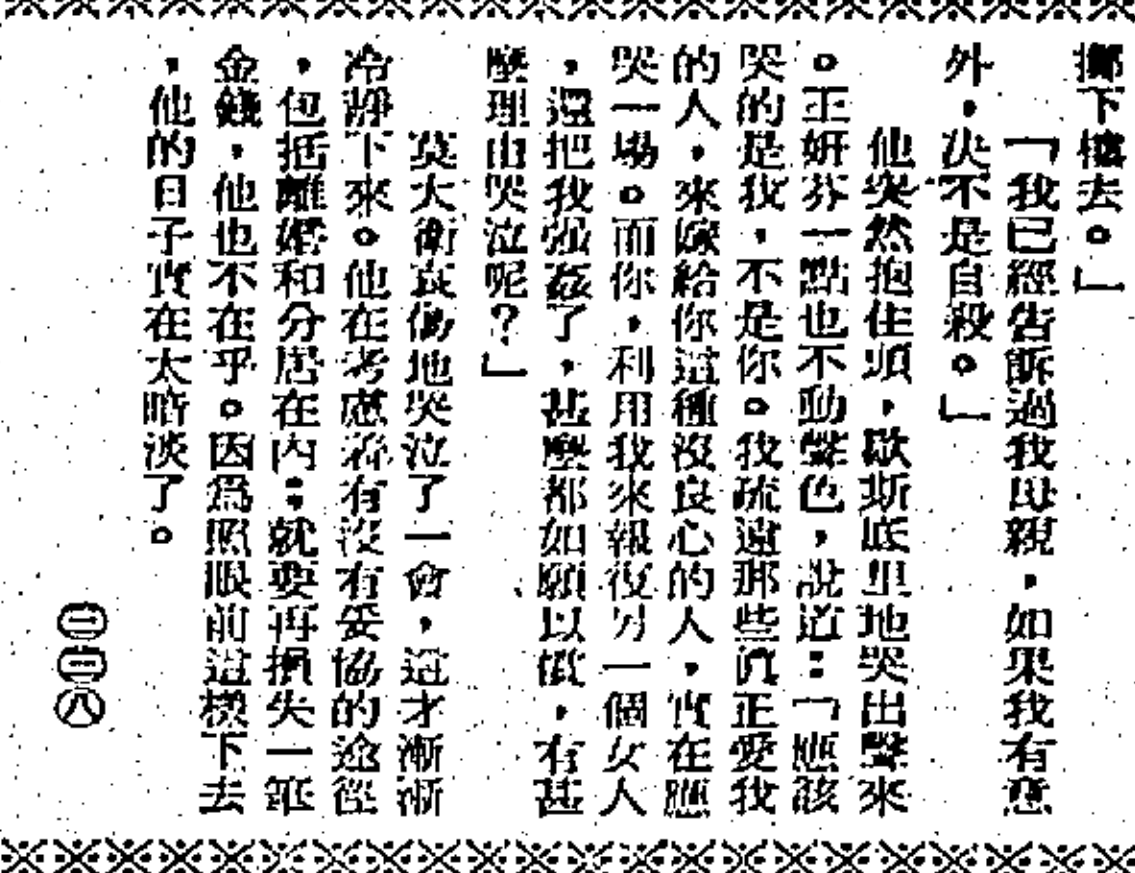 擲下樓去。」
「我已經告訴過我母親，如果我有意
外，決不是自殺。」
他突然抱住頭，歇斯底里地哭出聲來
。王妍芬一點也不動聲色，說道：「應該
哭的是我，不是你。我疏遠那些真正愛我
的人，來嫁給你這種沒良心的人，實在應
哭一場。而你，利用我來報復另一個女人
，還把我强姦了，甚麼都如願以償，有甚
麼理由哭泣呢？」
莫大衛哀傷地哭泣了一會，這才漸漸
冷靜下來。他在考慮着有沒有妥協的途徑
，包括離婚和分居在內：就要再損失一筆
金錢，他也不在乎。因爲照眼前這樣下去
，他的日子實在太暗淡了。
二二八